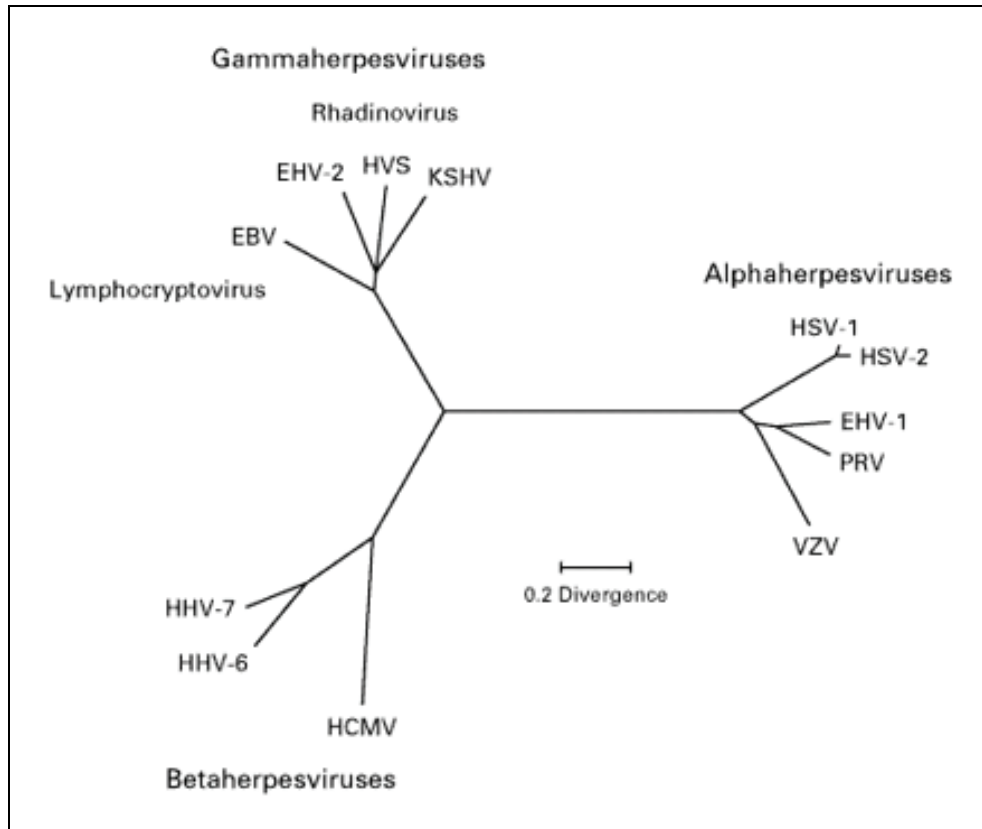 Gammaherpesviruses
Rhadinovirus
EHV-2
HVS
KSHV
EBV
Lymphocryptovirus
Alphaherpesviruses
HSV-1
HSV-2
EHV-1
PRV
VZV
0.2 Divergence
HHV-7
HHV-6
HCMV
Betaherpesviruses